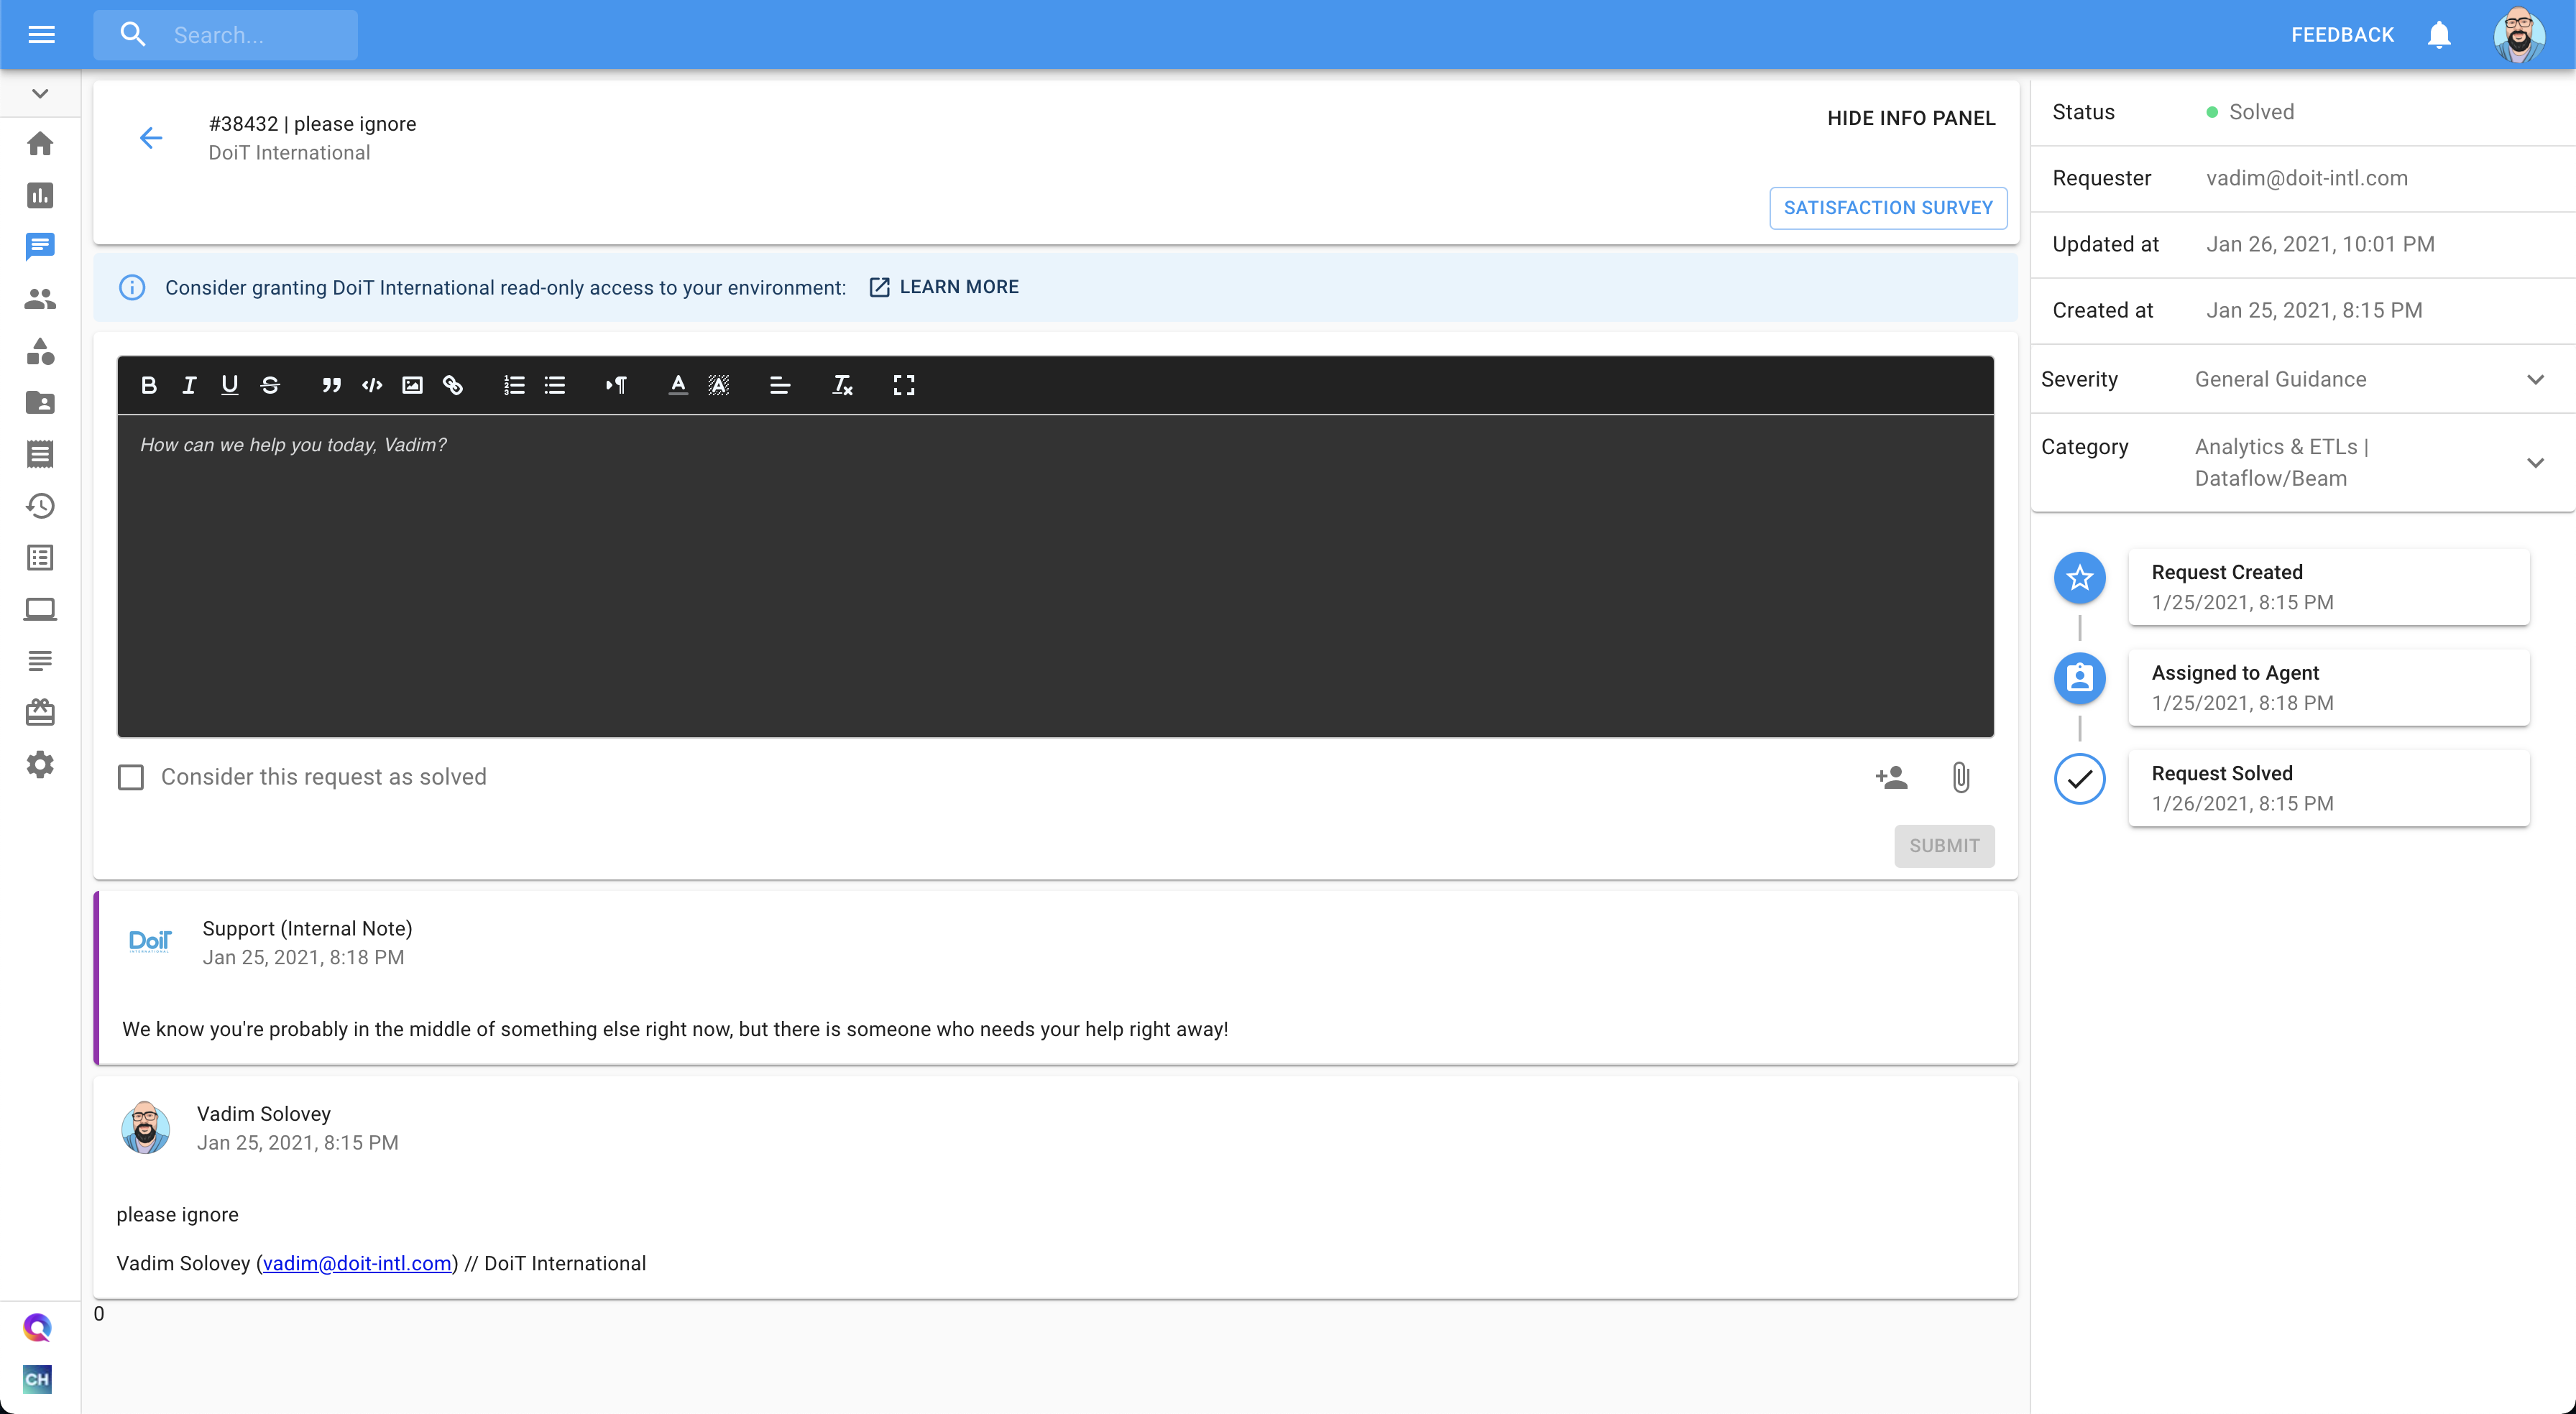 Search...
FEEDBACK
#38432 | please ignore
DoiT International
HIDE INFO PANEL
SATISFACTION SURVEY
Consider granting DoiT International read-only access to your environment:
LEARN MORE
How can we help you today, Vadim?
Consider this request as solved
SUBMIT
DoiT
INTERNATIONAL
Support (Internal Note)
Jan 25, 2021, 8:18 PM
We know you're probably in the middle of something else right now, but there is someone who needs your help right away!
Vadim Solovey
Jan 25, 2021, 8:15 PM
please ignore
Vadim Solovey (vadim@doit-intl.com) // DoiT International
0
CH
Status Solved
Requester vadim@doit-intl.com
Updated at Jan 26, 2021, 10:01 PM
Created at Jan 25, 2021, 8:15 PM
Severity General Guidance
Category Analytics & ETLs |
Dataflow/Beam
Request Created
1/25/2021, 8:15 PM
Assigned to Agent
1/25/2021, 8:18 PM
Request Solved
1/26/2021, 8:15 PM